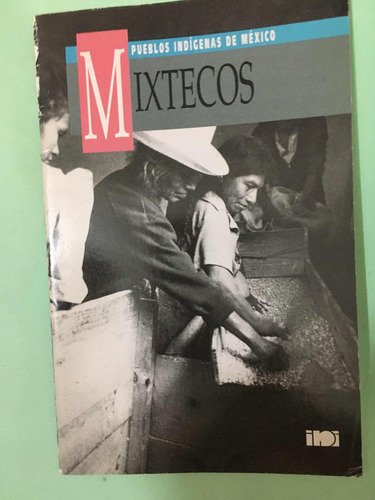 PUEBLOS INDÍGENAS DE MÉXICO
MIXTECOS
ini